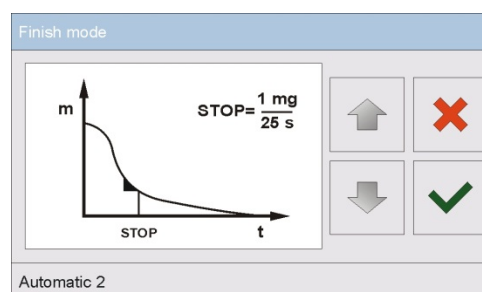 Finish mode
m
STOP= 1 mg
25 s
STOP
t
Automatic 2